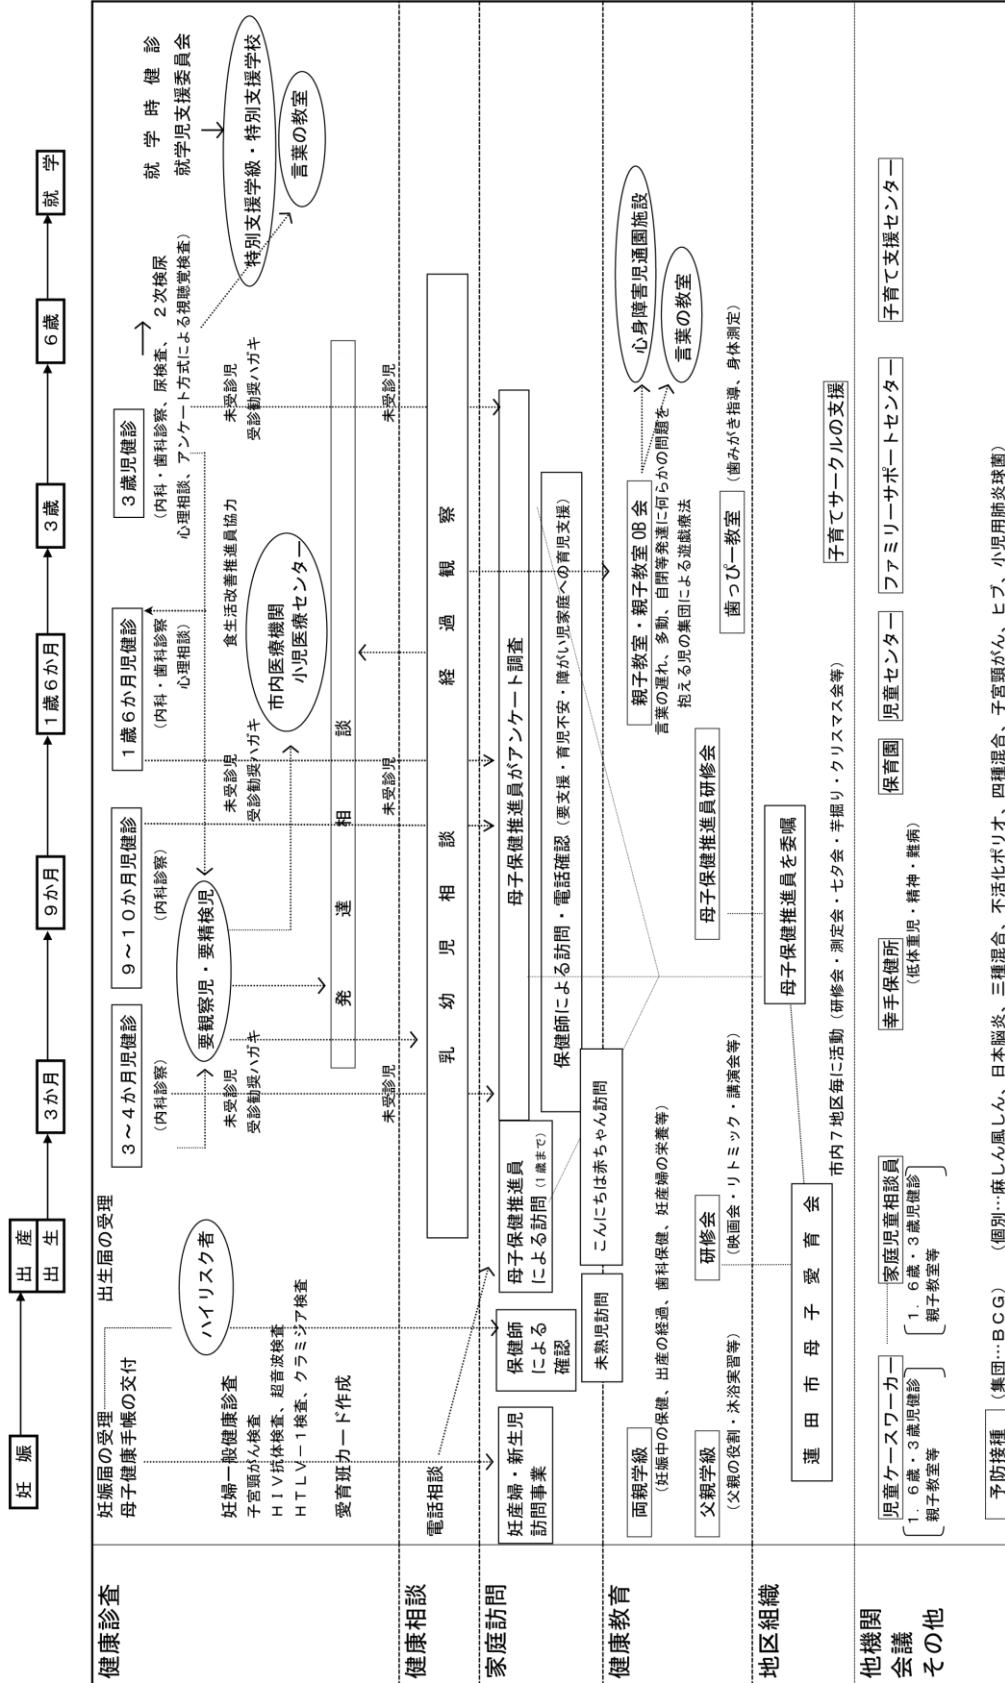 妊娠
出産
出生
3か月
9か月
1歳6か月
3歳
6歳
就学
健康診査
妊娠届の受理
母子健康手帳の交付
出生届の受理
ハイリスク者
妊婦一般健康診査
子宮頸がん検査
HIV抗体検査、超音波検査
HTLV-1検査、クラミジア検査
愛育班カード作成
3~4か月児健診
(内科診察)
9~10か月児健診
(内科診察)
1歳6か月児健診
(内科・歯科診察
心理相談)
3歳児健診
(内科・歯科診察、尿検査、2次検尿
心理相談、アンケート方式による視聴覚検査)
就学時健診
就学児支援委員会
特別支援学級・特別支援学校
言葉の教室
要観察児・要精検児
食生活改善推進員協力
市内医療機関
小児医療センター
未受診児
受診勧奨ハガキ
未受診児
受診勧奨ハガキ
未受診児
受診勧奨ハガキ
発達相談
健康相談
電話相談
未受診児
未受診児
未受診児
乳幼児相談 経過観察
家庭訪問
妊産婦・新生児
訪問事業
保健師による
確認
母子保健推進員
による訪問(1歳まで)
母子保健推進員がアンケート調査
保健師による訪問・電話確認(要支援・育児不安・障がい児家庭への育児支援)
未熟児訪問
こんにちは赤ちゃん訪問
健康教育
両親学級
(妊娠中の保健、出産の経過、歯科保健、妊産婦の栄養等)
父親学級
(父親の役割・沐浴実習等)
研修会
(映画会・リトミック・講演会等)
母子保健推進員研修会
親子教室・親子教室OB会
言葉の遅れ、多動、自閉等発達に何らかの問題を
抱える児の集団による遊戯療法
心身障害児通園施設
言葉の教室
歯っぴー教室
(歯みがき指導、身体測定)
地区組織
蓮田市母子愛育会
母子保健推進員を委嘱
市内7地区毎に活動(研修会・測定会・七夕会・芋掘り・クリスマス会等)
子育てサークルの支援
他機関
会議
その他
児童ケースワーカー
1.6歳・3歳児健診
親子教室等
家庭児童相談員
1.6歳・3歳児健診
親子教室等
幸手保健所
(低体重児・精神・難病)
保育園
児童センター
ファミリーサポートセンター
子育て支援センター
予防接種
(集団…BCG)
(個別…麻しん風しん、日本脳炎、三種混合、不活化ポリオ、四種混合、子宮頸がん、ヒブ、小児用肺炎球菌)